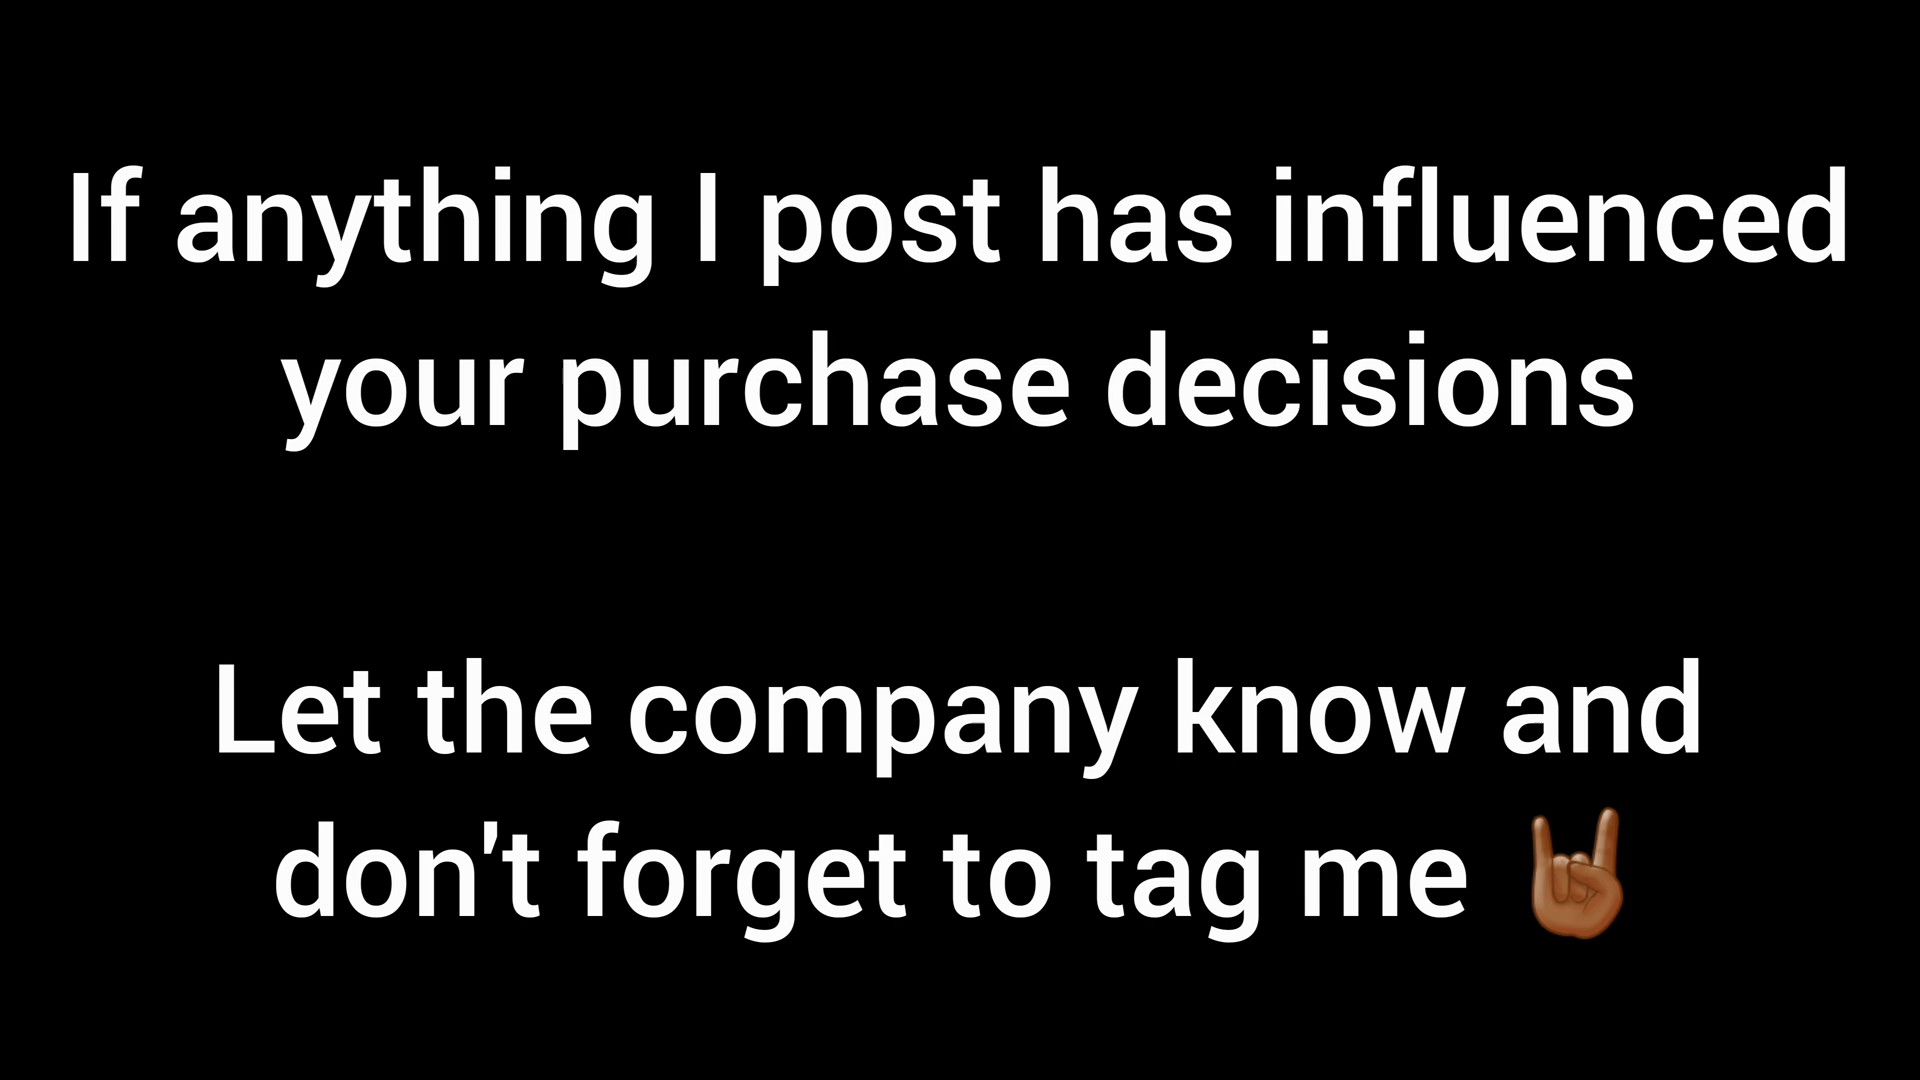 If anything I post has influenced
your purchase decisions
Let the company know and
don't forget to tag me 🤘🏾